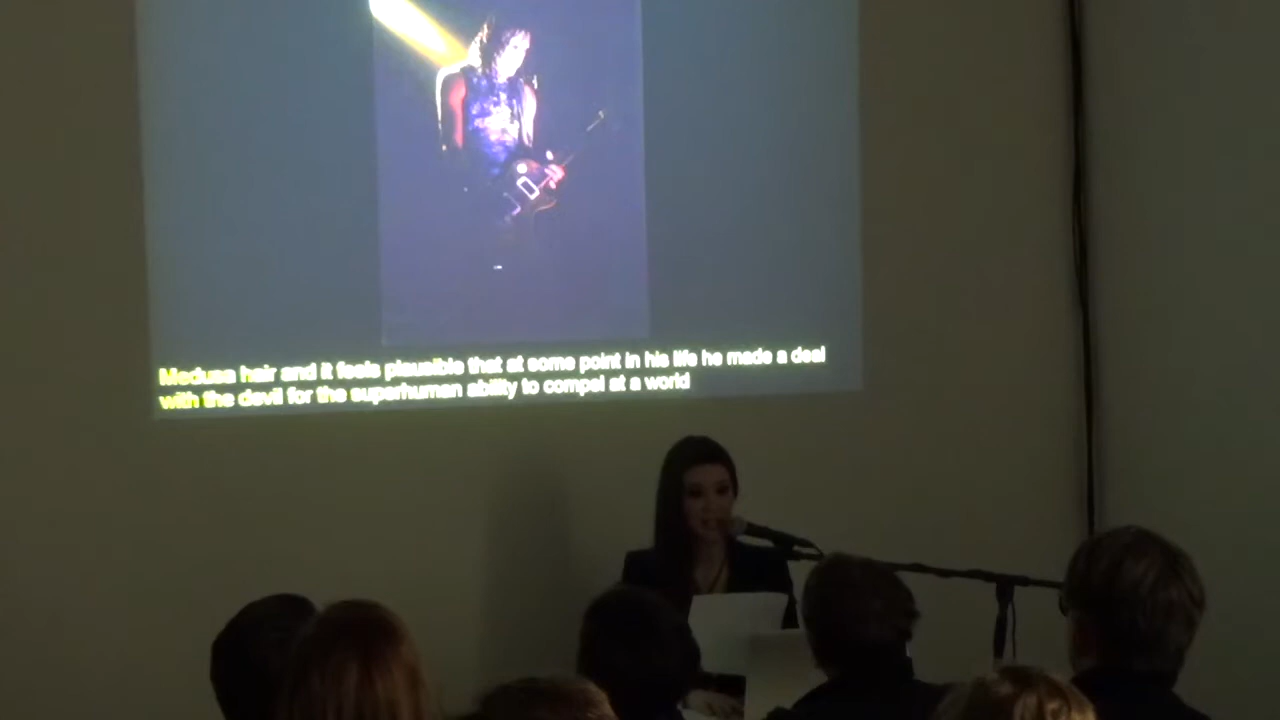 Medusa hair and it feels plausible that at some point in his life he made a deal
with the devil for the superhuman ability to compel at a world